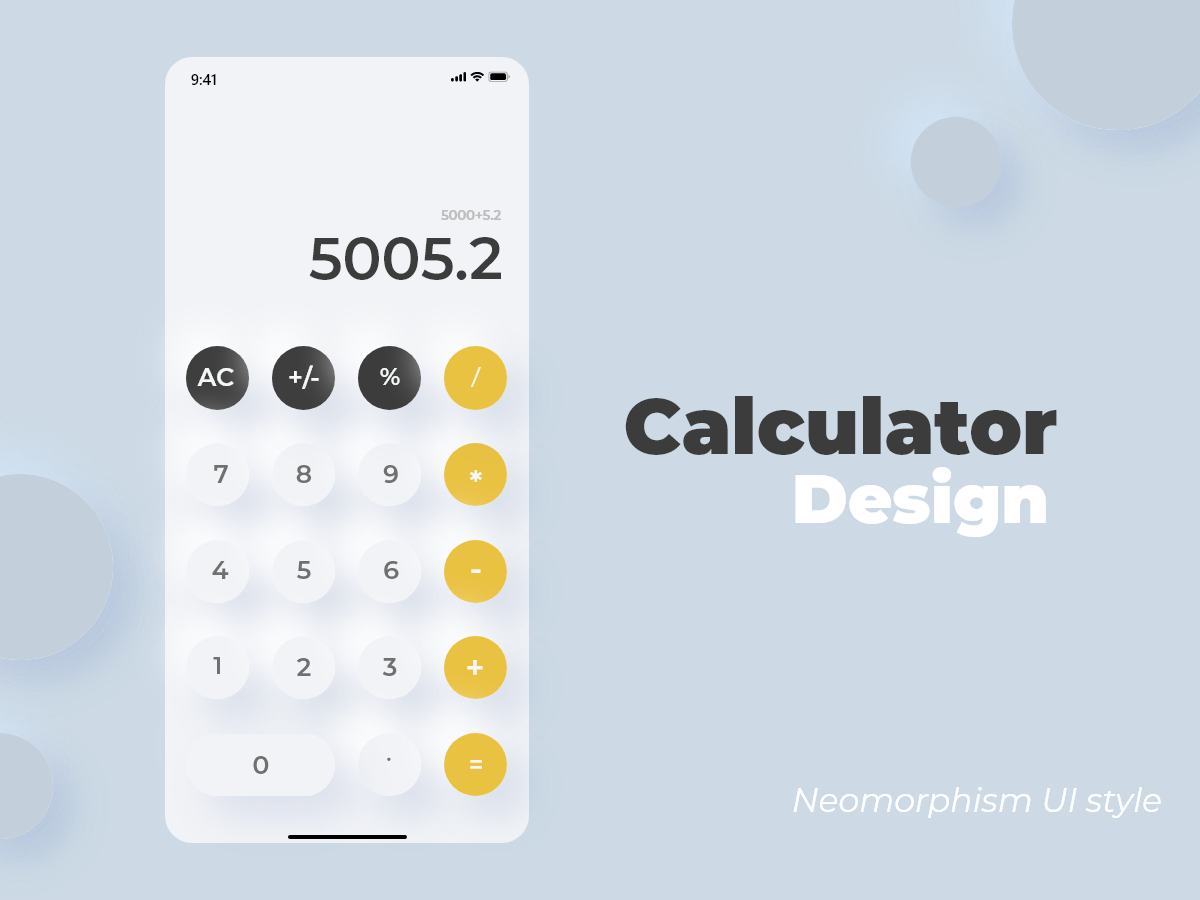 9:41
5000+5.2
5005.2
AC +/- % /
7 8 9 *
4 5 6 -
1 2 3 +
0 . =
Calculator
Design
Neomorphism UI style